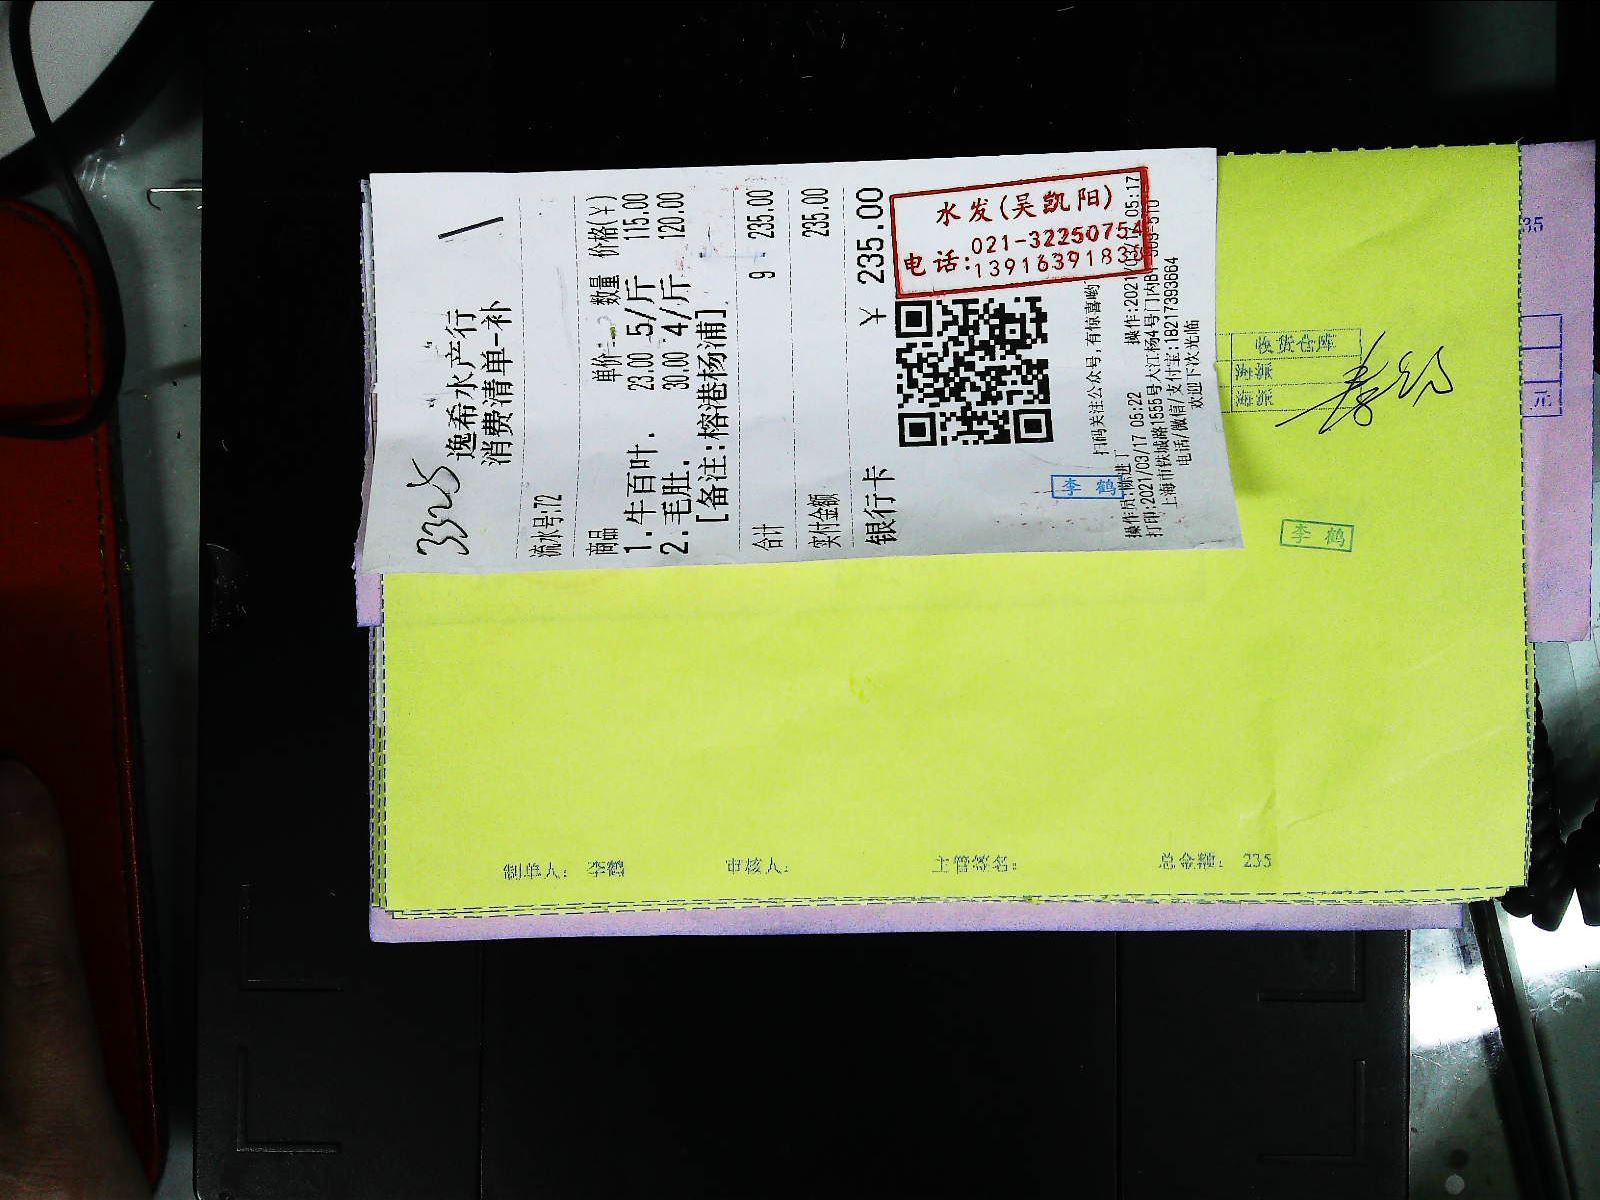 3325
逸希水产行
消费清单-补
流水号:72
商品 单价 数量 价格(¥)
1.牛百叶. 23.00 5/斤 115.00
2.毛肚. 30.00 4/斤 120.00
[备注:榕港杨浦]
合计 9 235.00
实付金额 235.00
银行卡 ¥ 235.00
水发(吴凯阳)
电话:021-32250754
1391639183
扫码关注公众号,有惊喜哟
李鹤
操作员:陈进丁 操作:2021/03/17 05:17
打印:2021/03/17 05:22
上海市铁城路1555号大江杨4号门内B1
电话/微信/支付宝:18217393664
欢迎下次光临
收货仓库
李鹤
35
元
制单人: 李鹤 审核人: 主管签名: 总金额: 235